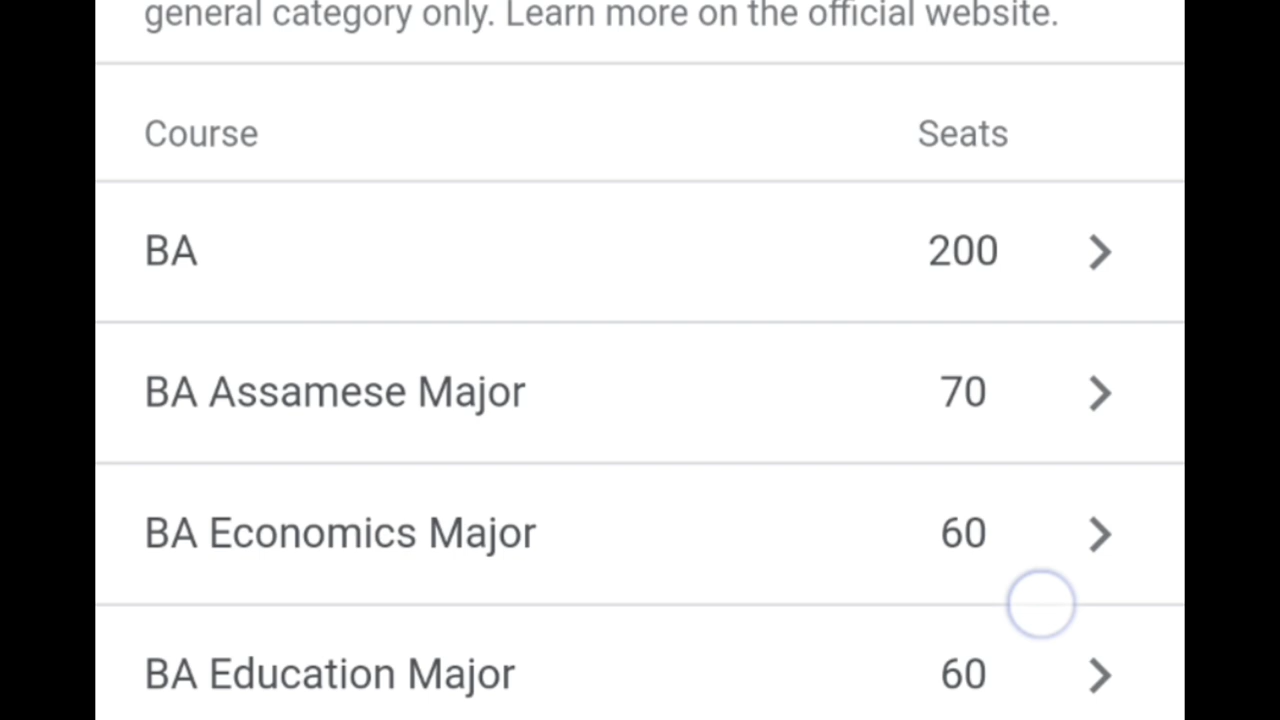 general category only. Learn more on the official website.
Course Seats
BA 200
BA Assamese Major 70
BA Economics Major 60
BA Education Major 60